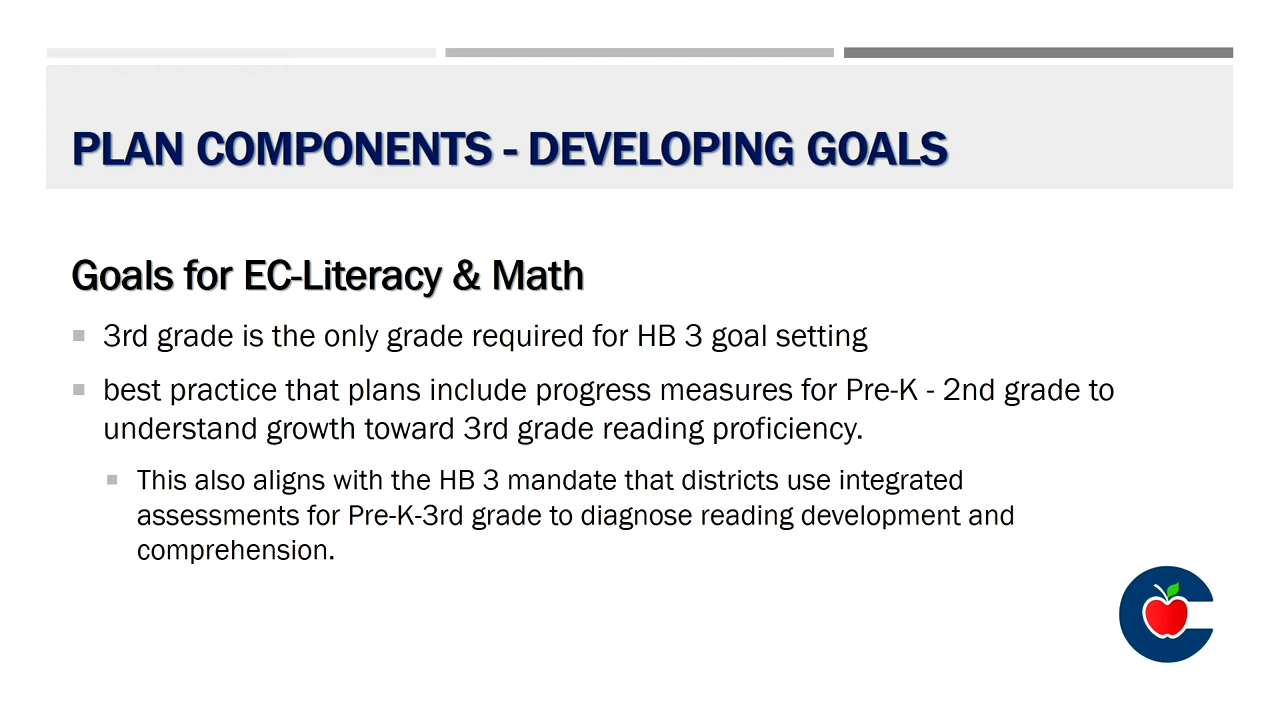 PLAN COMPONENTS - DEVELOPING GOALS
Goals for EC-Literacy & Math
3rd grade is the only grade required for HB 3 goal setting
best practice that plans include progress measures for Pre-K - 2nd grade to
understand growth toward 3rd grade reading proficiency.
This also aligns with the HB 3 mandate that districts use integrated
assessments for Pre-K-3rd grade to diagnose reading development and
comprehension.